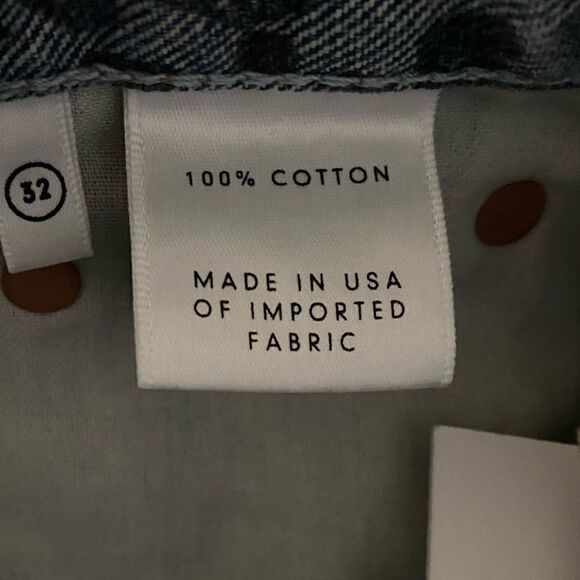 32
100% COTTON
MADE IN USA
OF IMPORTED
FABRIC